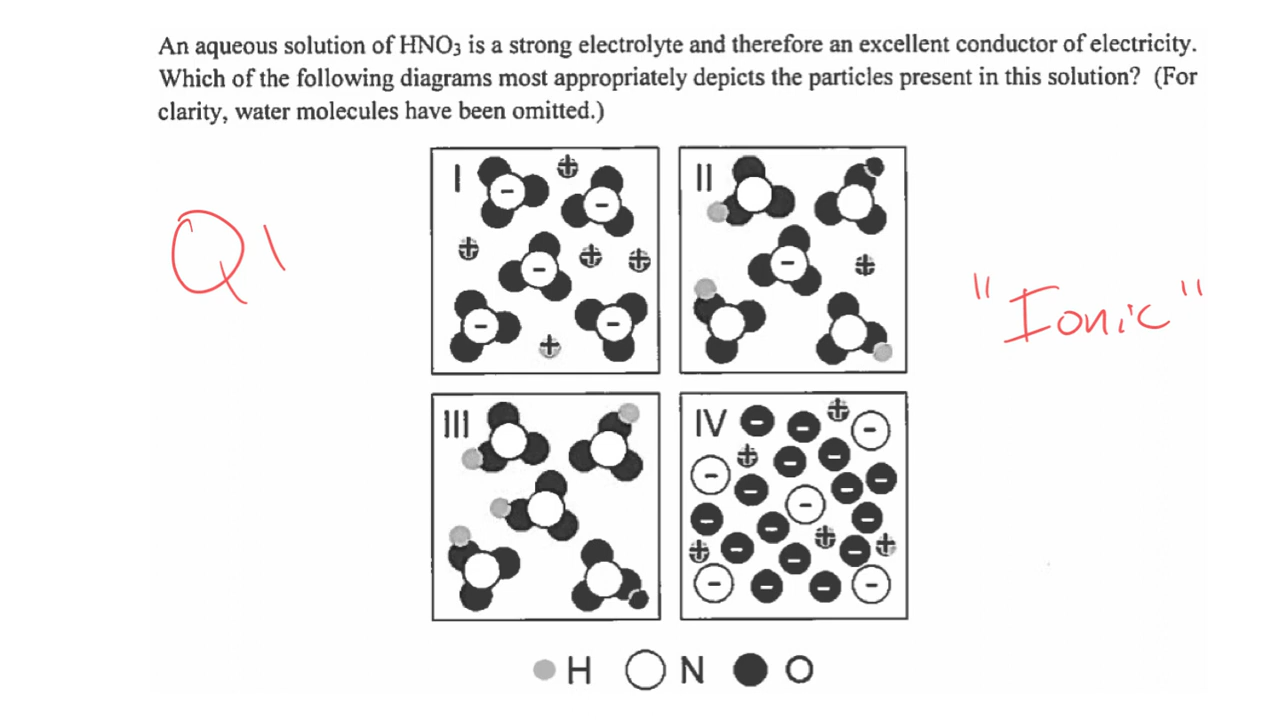 An aqueous solution of HNO₃ is a strong electrolyte and therefore an excellent conductor of electricity.
Which of the following diagrams most appropriately depicts the particles present in this solution? (For
clarity, water molecules have been omitted.)
I
II
Q1
"Ionic"
III
IV
H N O